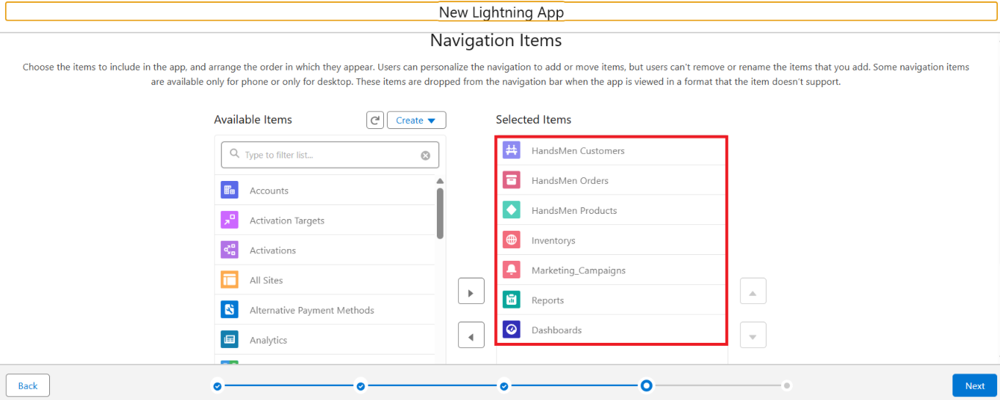 New Lightning App
Navigation Items
Choose the items to include in the app, and arrange the order in which they appear. Users can personalize the navigation to add or move items, but users can't remove or rename the items that you add. Some navigation items
are available only for phone or only for desktop. These items are dropped from the navigation bar when the app is viewed in a format that the item doesn't support.
Available Items
Create
Selected Items
Type to filter list...
Accounts
Activation Targets
Activations
All Sites
Alternative Payment Methods
Analytics
HandsMen Customers
HandsMen Orders
HandsMen Products
Inventorys
Marketing_Campaigns
Reports
Dashboards
Back
Next